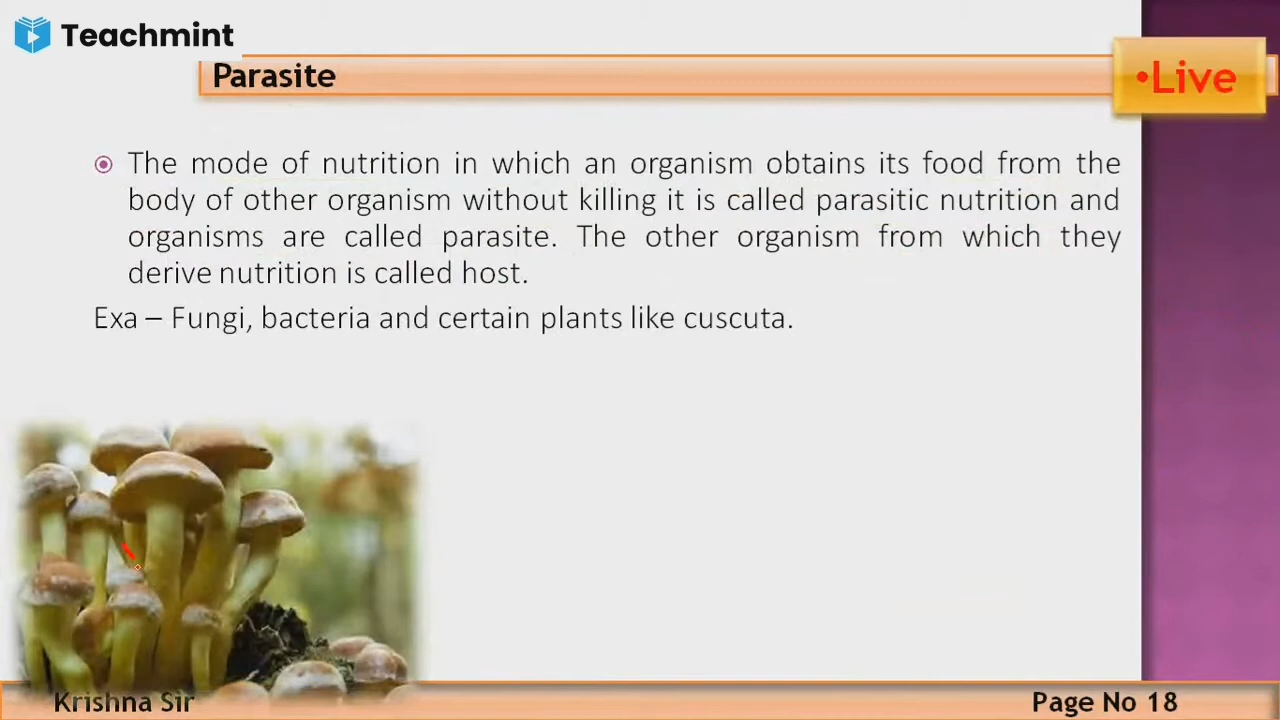 Teachmint
Parasite
•Live
The mode of nutrition in which an organism obtains its food from the
body of other organism without killing it is called parasitic nutrition and
organisms are called parasite. The other organism from which they
derive nutrition is called host.
Exa – Fungi, bacteria and certain plants like cuscuta.
Krishna Sir
Page No 18